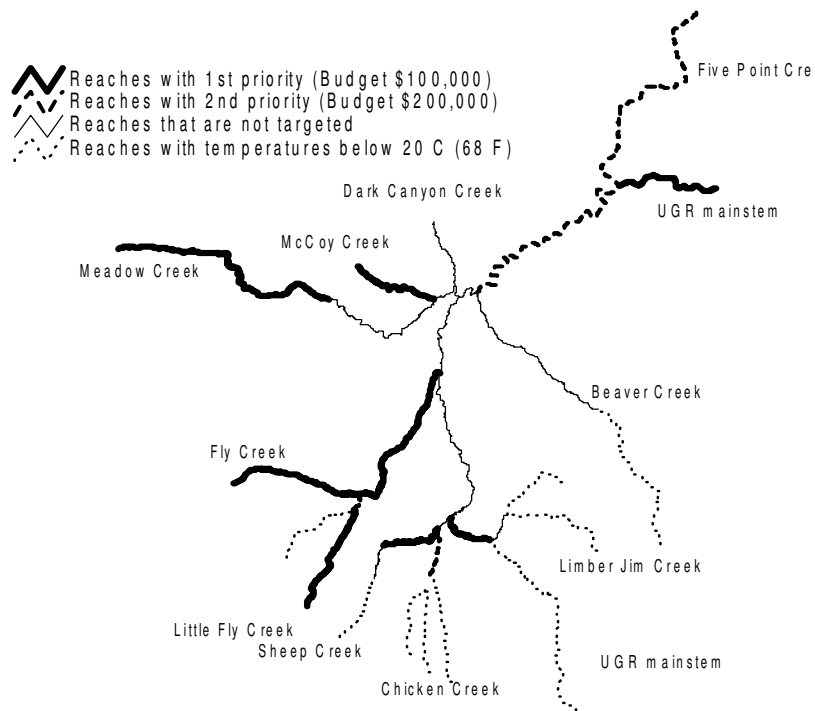 Reaches with 1st priority (Budget $100,000)
Reaches with 2nd priority (Budget $200,000)
Reaches that are not targeted
Reaches with temperatures below 20 C (68 F)
Five Point Cre
Dark Canyon Creek
UGR mainstem
McCoy Creek
Meadow Creek
Beaver Creek
Fly Creek
Limber Jim Creek
Little Fly Creek
Sheep Creek
UGR mainstem
Chicken Creek